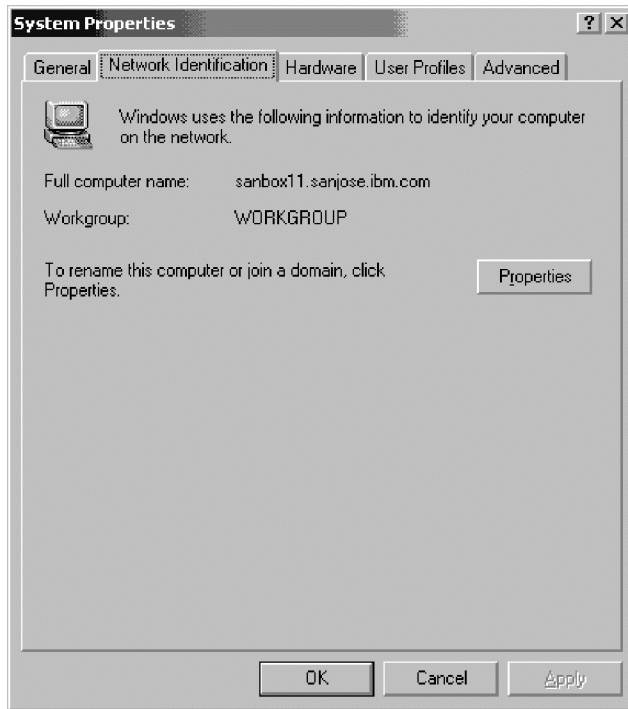 System Properties
? X
General Network Identification Hardware User Profiles Advanced
Windows uses the following information to identify your computer
on the network.
Full computer name: sanbox11.sanjose.ibm.com
Workgroup: WORKGROUP
To rename this computer or join a domain, click
Properties.
Properties
OK Cancel Apply